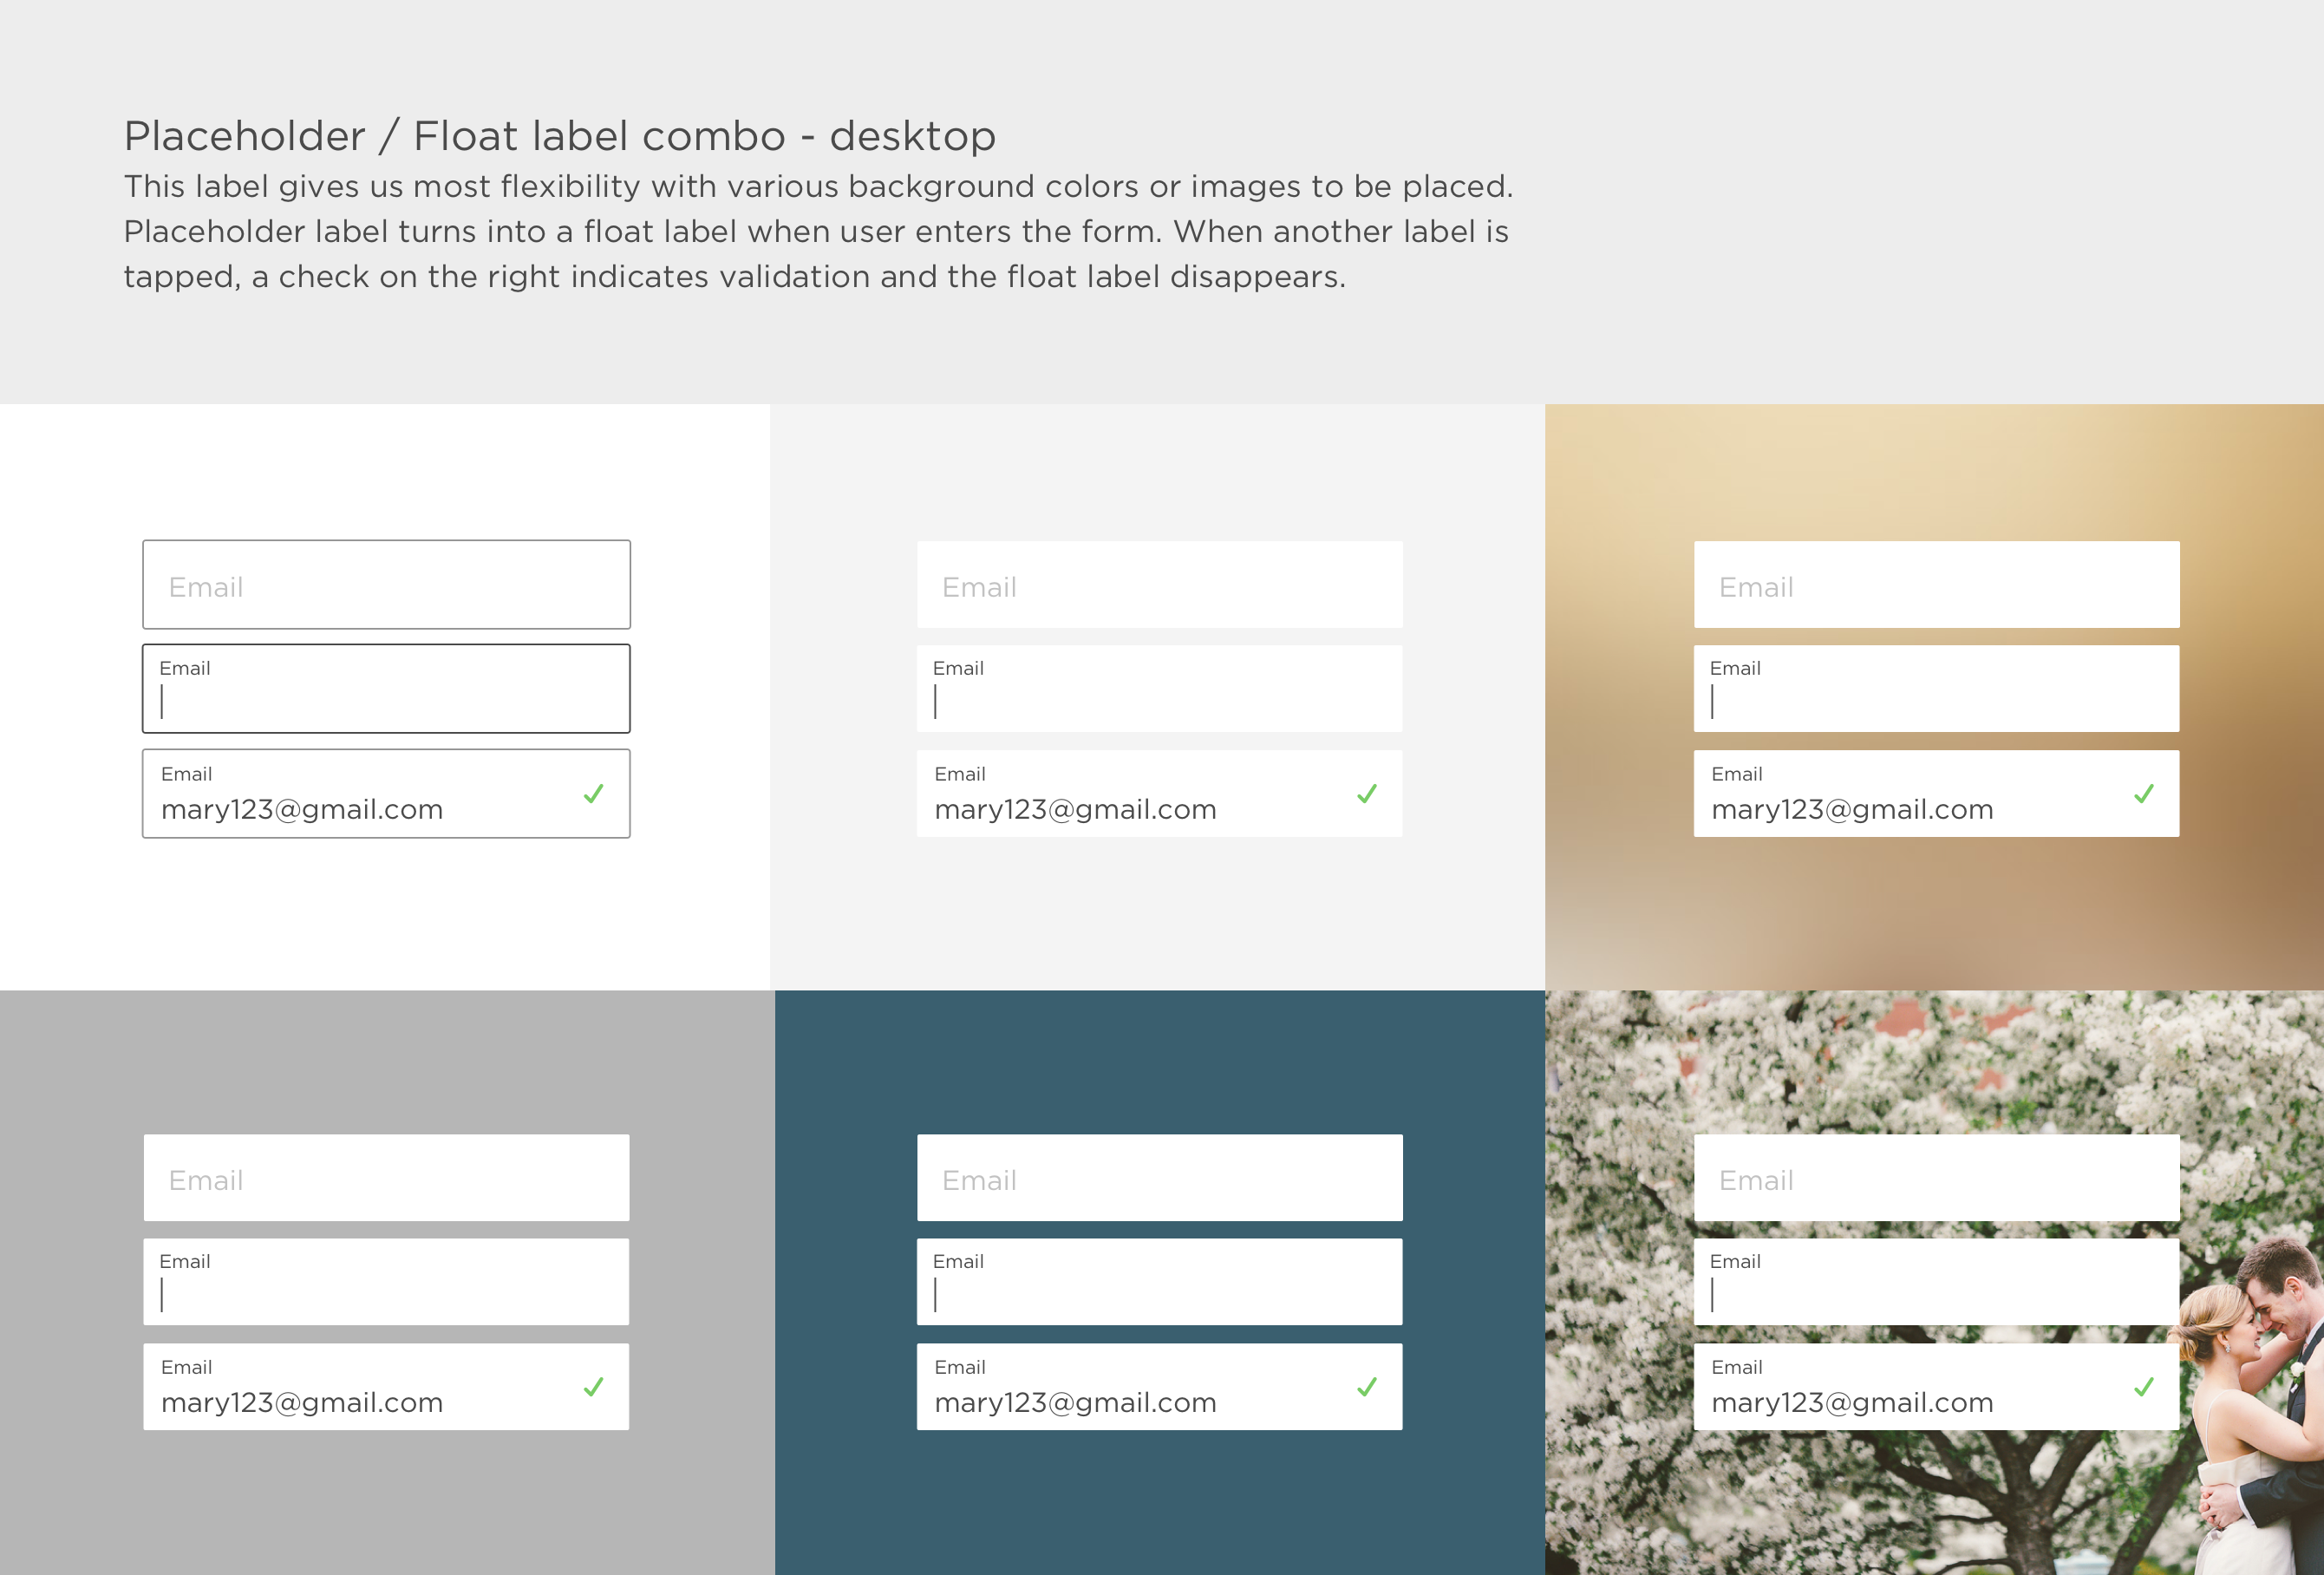 Placeholder / Float label combo - desktop
This label gives us most flexibility with various background colors or images to be placed.
Placeholder label turns into a float label when user enters the form. When another label is
tapped, a check on the right indicates validation and the float label disappears.
Email
Email
Email
mary123@gmail.com
Email
Email
Email
mary123@gmail.com
Email
Email
Email
mary123@gmail.com
Email
Email
Email
mary123@gmail.com
Email
Email
Email
mary123@gmail.com
Email
Email
Email
mary123@gmail.com